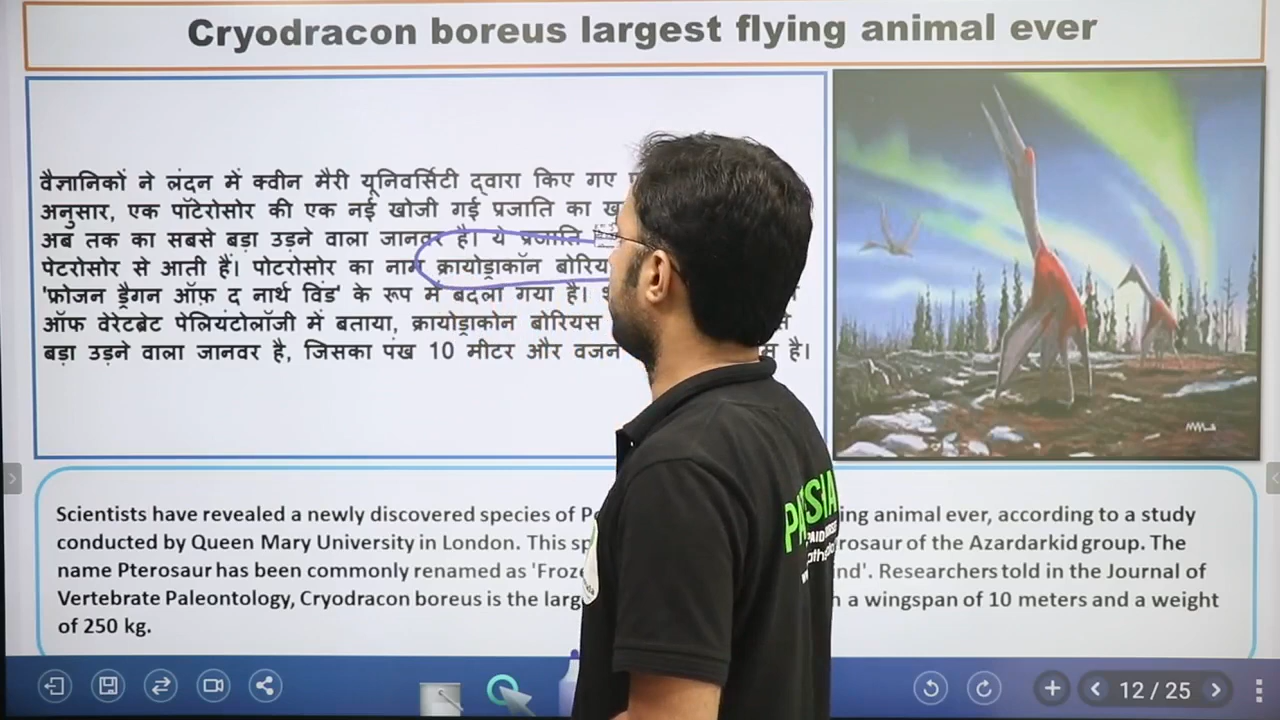 Cryodracon boreus largest flying animal ever
वैज्ञानिकों ने लंदन में क्वीन मैरी यूनिवर्सिटी द्वारा किए गए
अनुसार, एक पॉटेरोसोर की एक नई खोजी गई प्रजाति का
अब तक का सबसे बड़ा उड़ने वाला जानवर है। ये प्रजाति
पेटरोसोर से आती हैं। पोटरोसोर का नाम क्रायोड्राकॉन
'फ्रोजन ड्रैगन ऑफ़ द नार्थ विंड' के रूप में बदला गया है।
ऑफ वेरेटब्रेट पेलियंटोलॉजी में बताया, क्रायोड्राकोन बोरियस
बड़ा उड़ने वाला जानवर है, जिसका पंख 10 मीटर और वजन है।
Scientists have revealed a newly discovered species of ing animal ever, according to a study
conducted by Queen Mary University in London. This rosaur of the Azardarkid group. The
name Pterosaur has been commonly renamed as nd'. Researchers told in the Journal of
Vertebrate Paleontology, Cryodracon boreus is the a wingspan of 10 meters and a weight
of 250 kg.
12 / 25